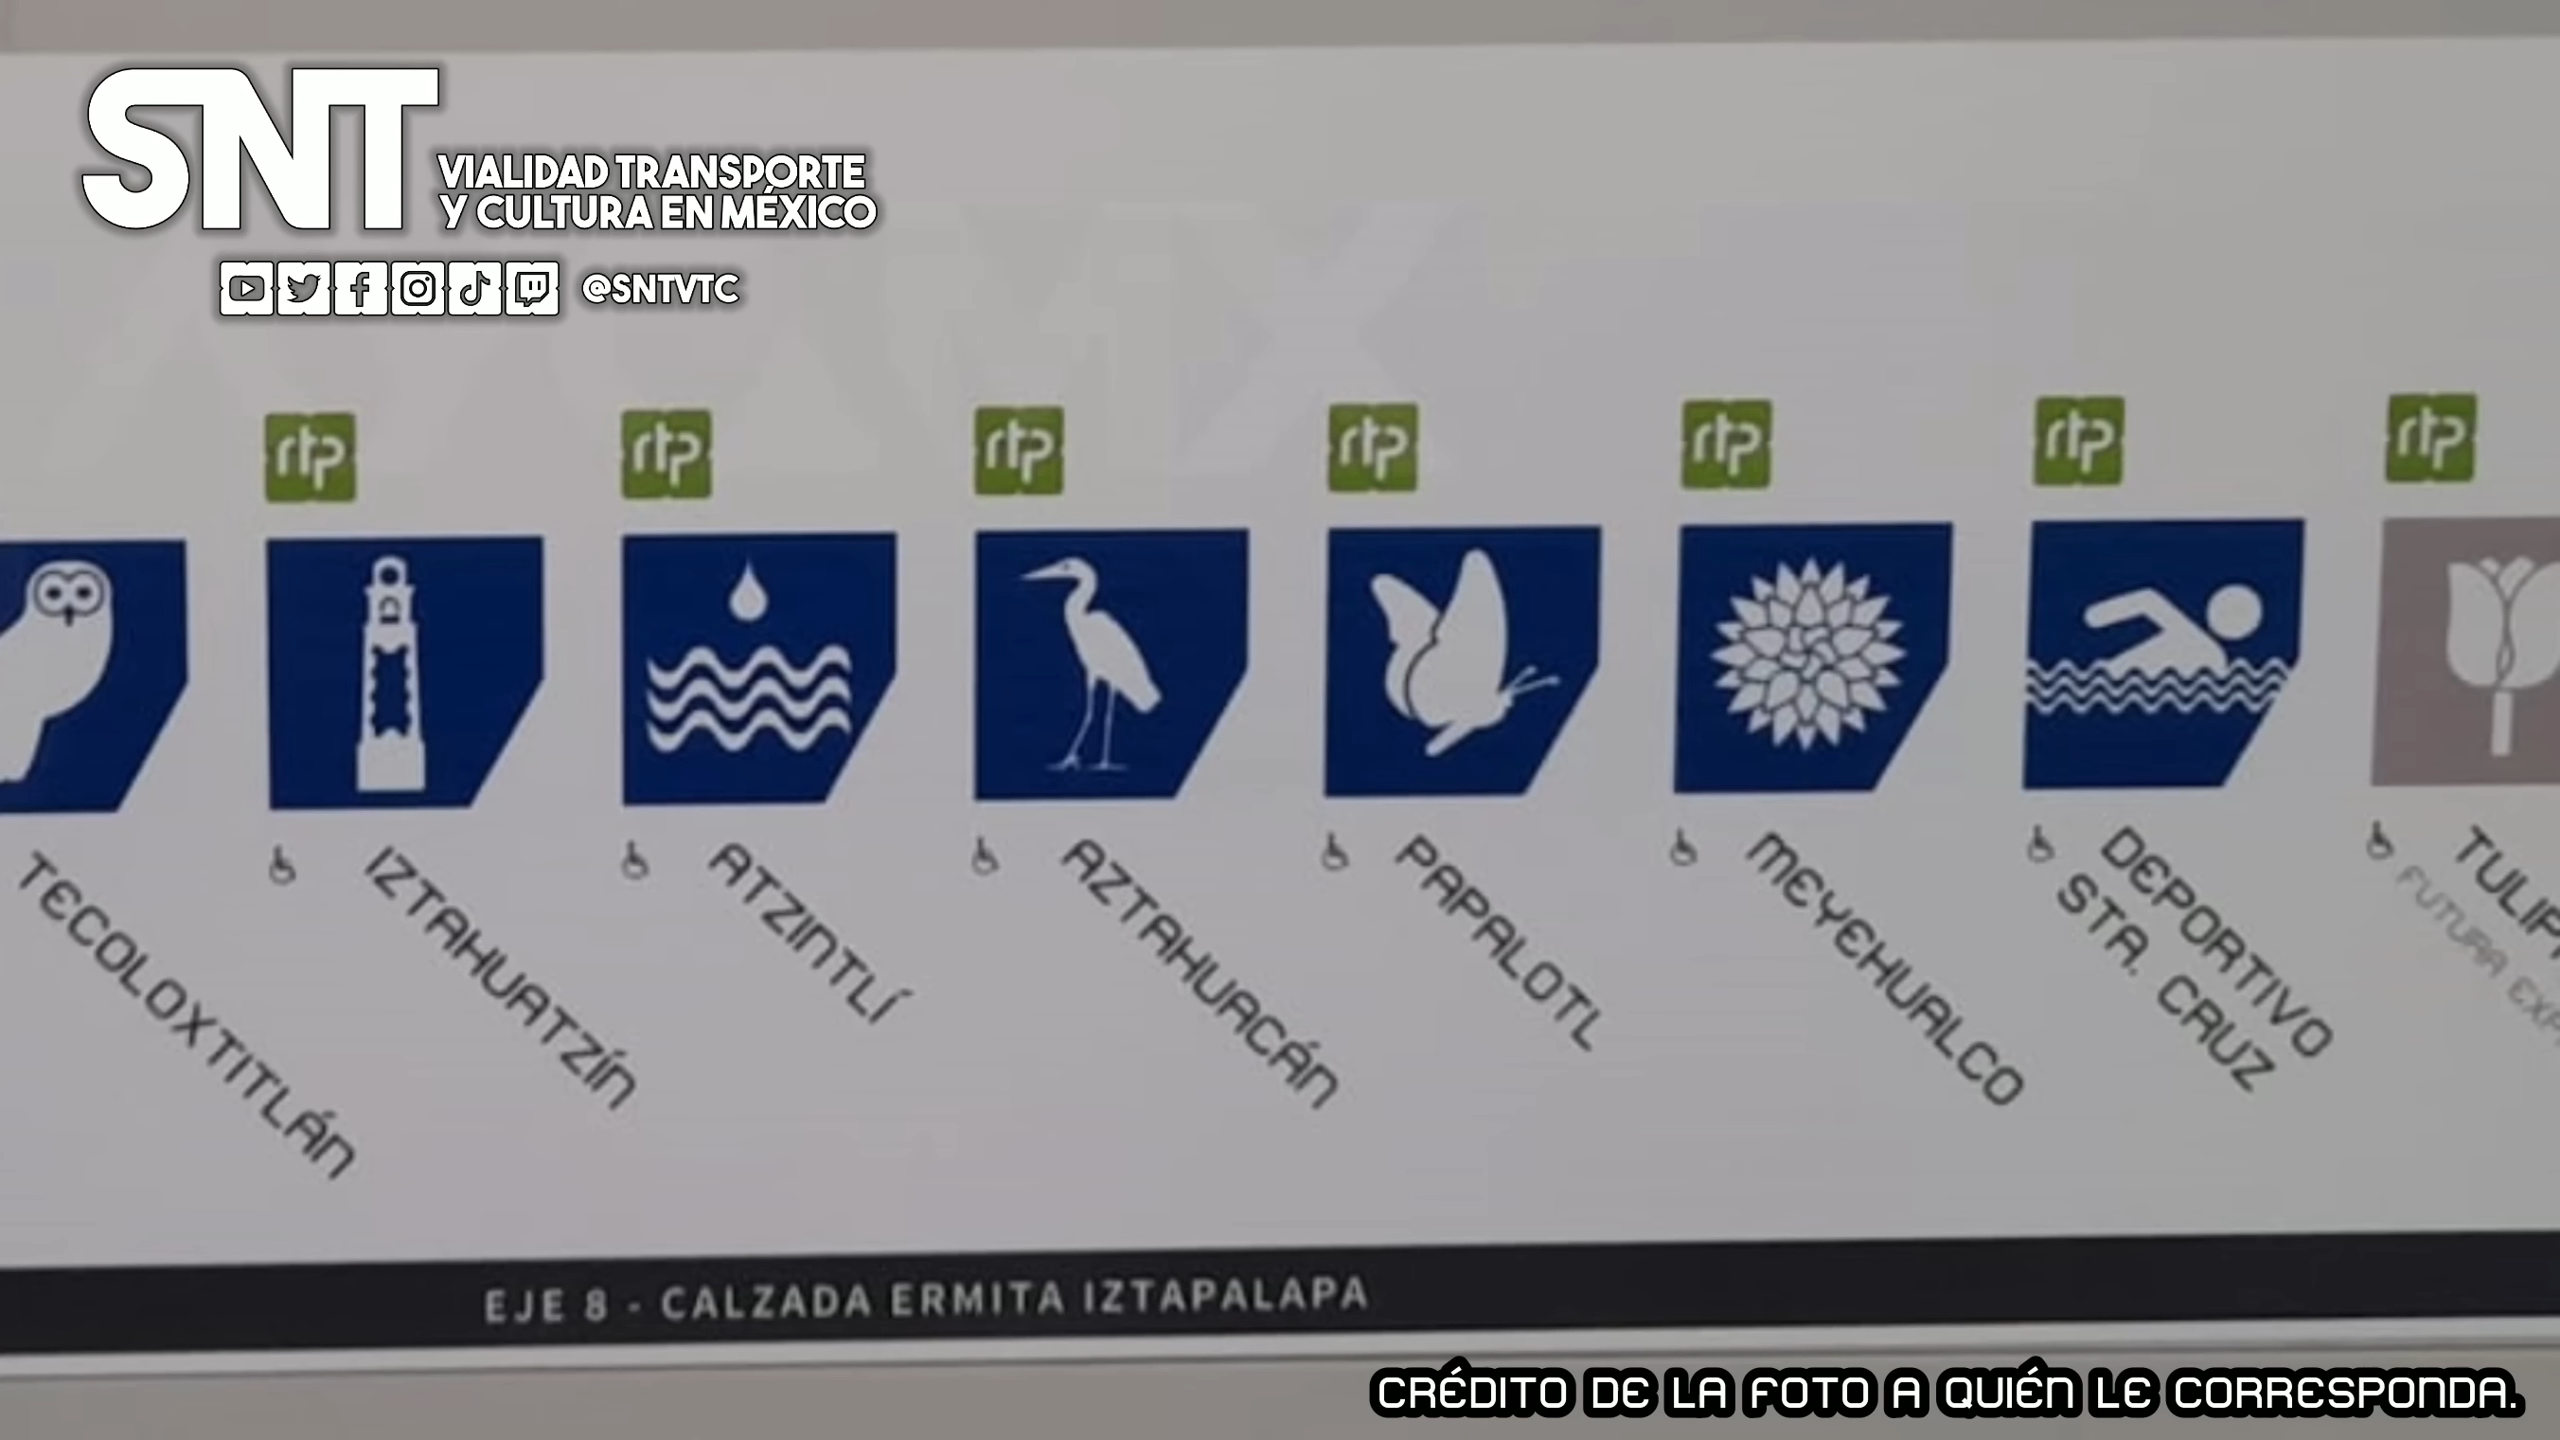 SNT
VIALIDAD TRANSPORTE
Y CULTURA EN MÉXICO
@SNTVTC
rtp
rtp
rtp
rtp
rtp
rtp
rtp
TECOLOXTITLÁN
IZTAHUATZÍN
ATZINTLÍ
AZTAHUACÁN
PAPALOTL
MEYEHUALCO
DEPORTIVO
STA. CRUZ
FUTURA
EJE 8 - CALZADA ERMITA IZTAPALAPA
CRÉDITO DE LA FOTO A QUIÉN LE CORRESPONDA.